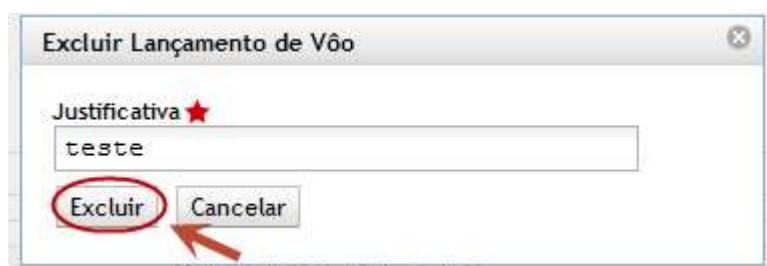 Excluir Lançamento de Vôo
Justificativa
teste
Excluir Cancelar